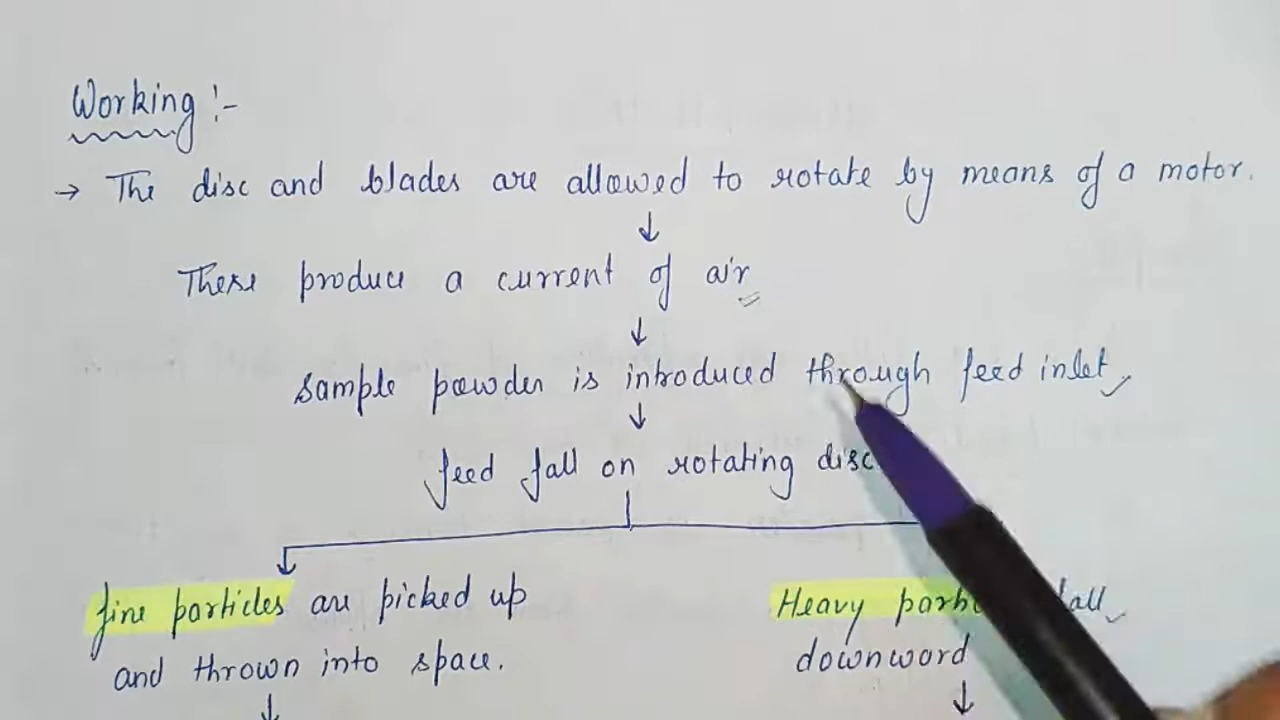 Working :-
→ The disc and blades are allowed to rotate by means of a motor.
↓
These produce a current of air
↓
sample powder is introduced through feed inlet
↓
feed fall on rotating disc
fine particles are picked up
and thrown into space.
↓
Heavy fall
downword
↓